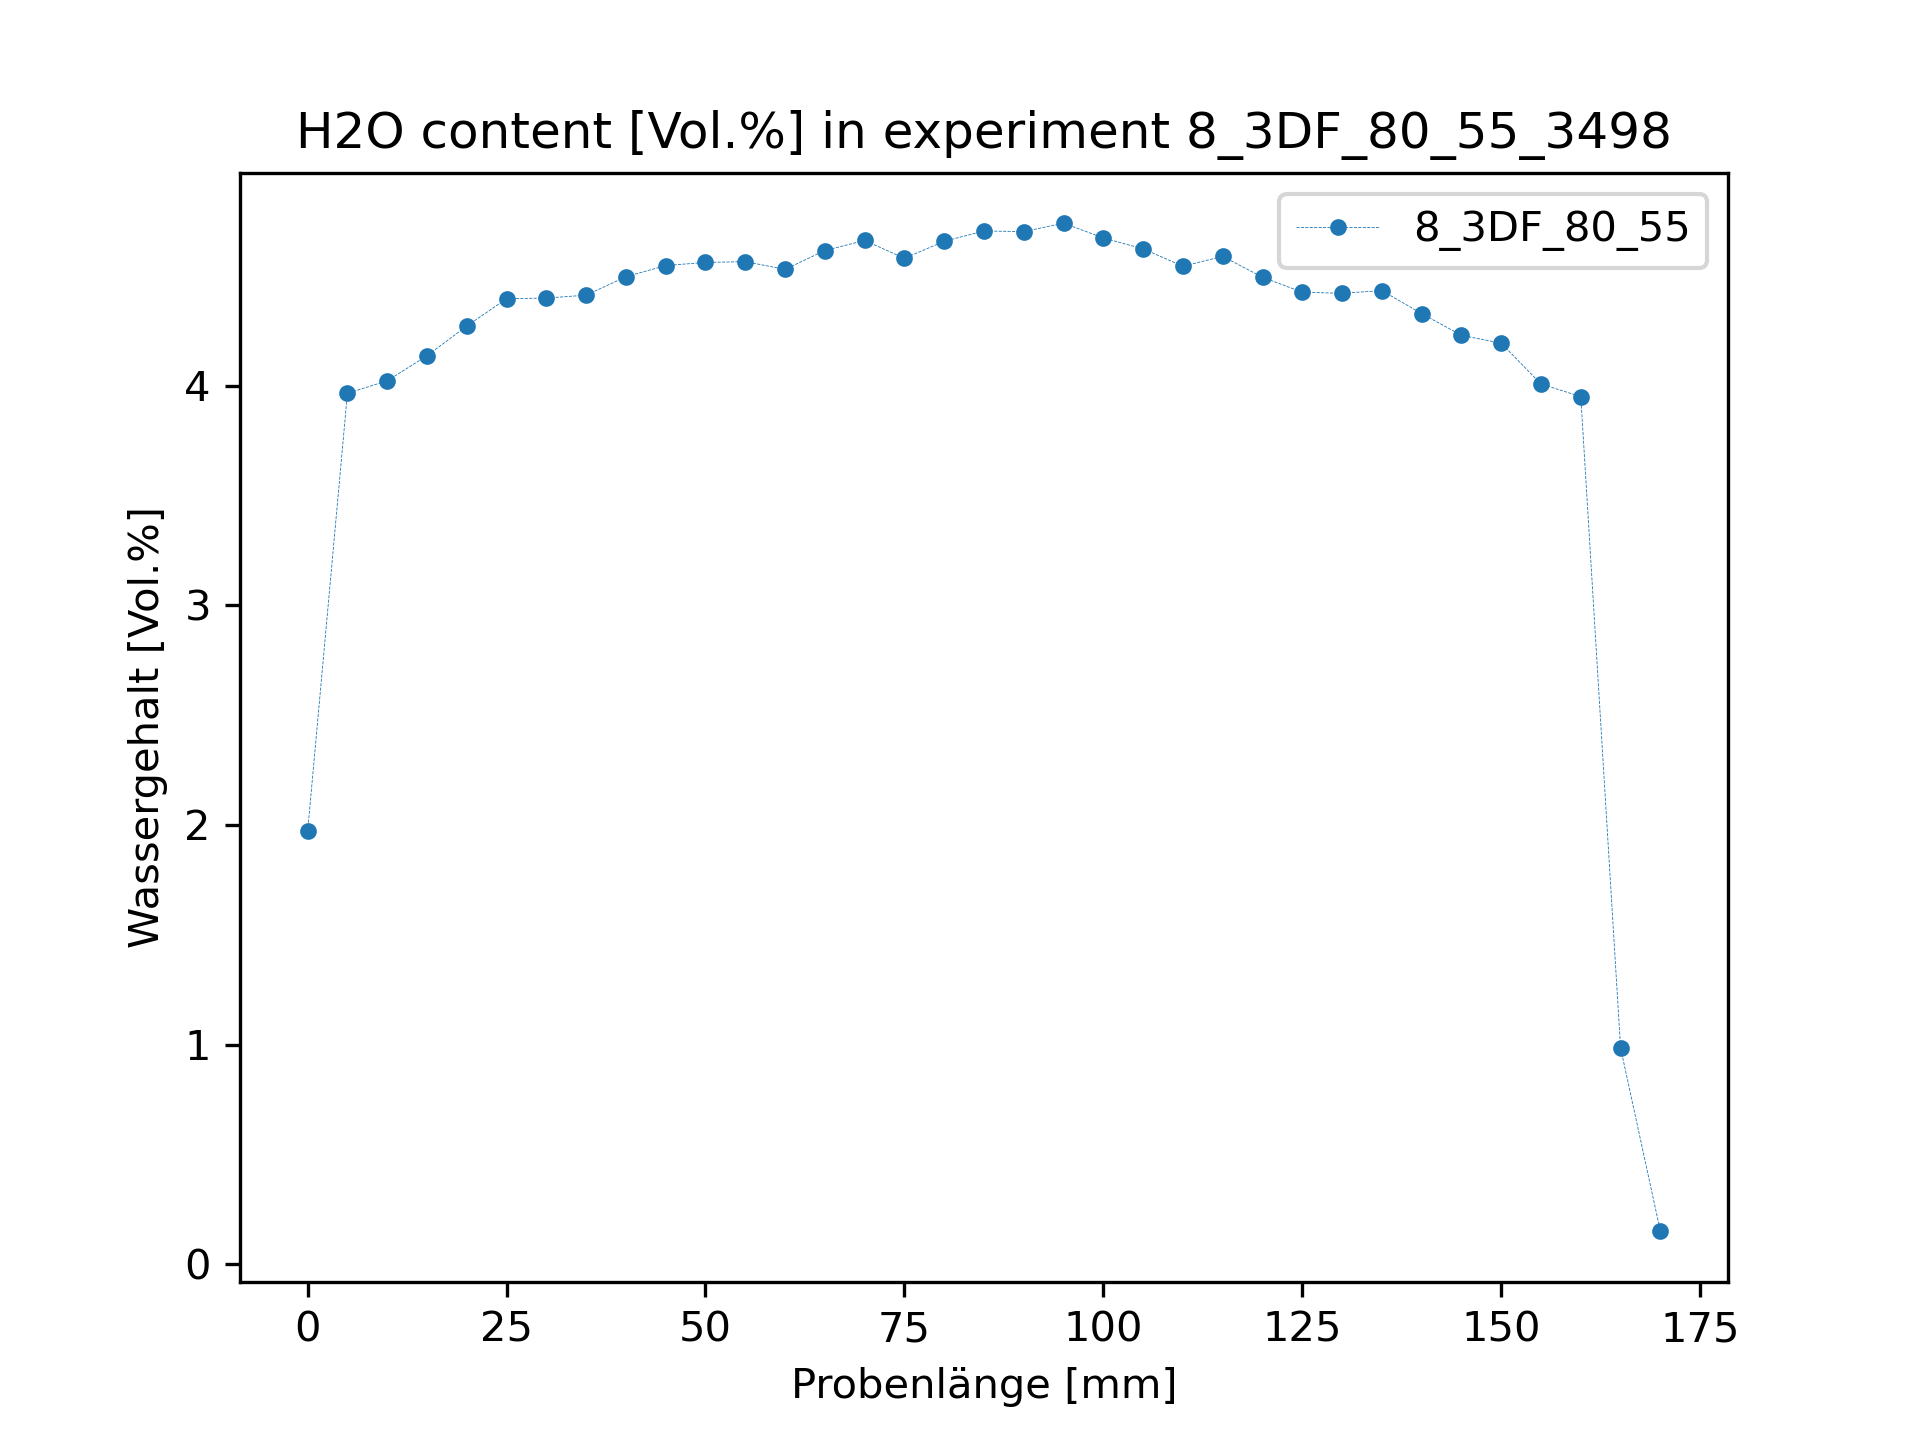 H2O content [Vol.%] in experiment 8_3DF_80_55_3498
8_3DF_80_55
Wassergehalt [Vol.%]
4
3
2
1
0
0 25 50 75 100 125 150 175
Probenlänge [mm]